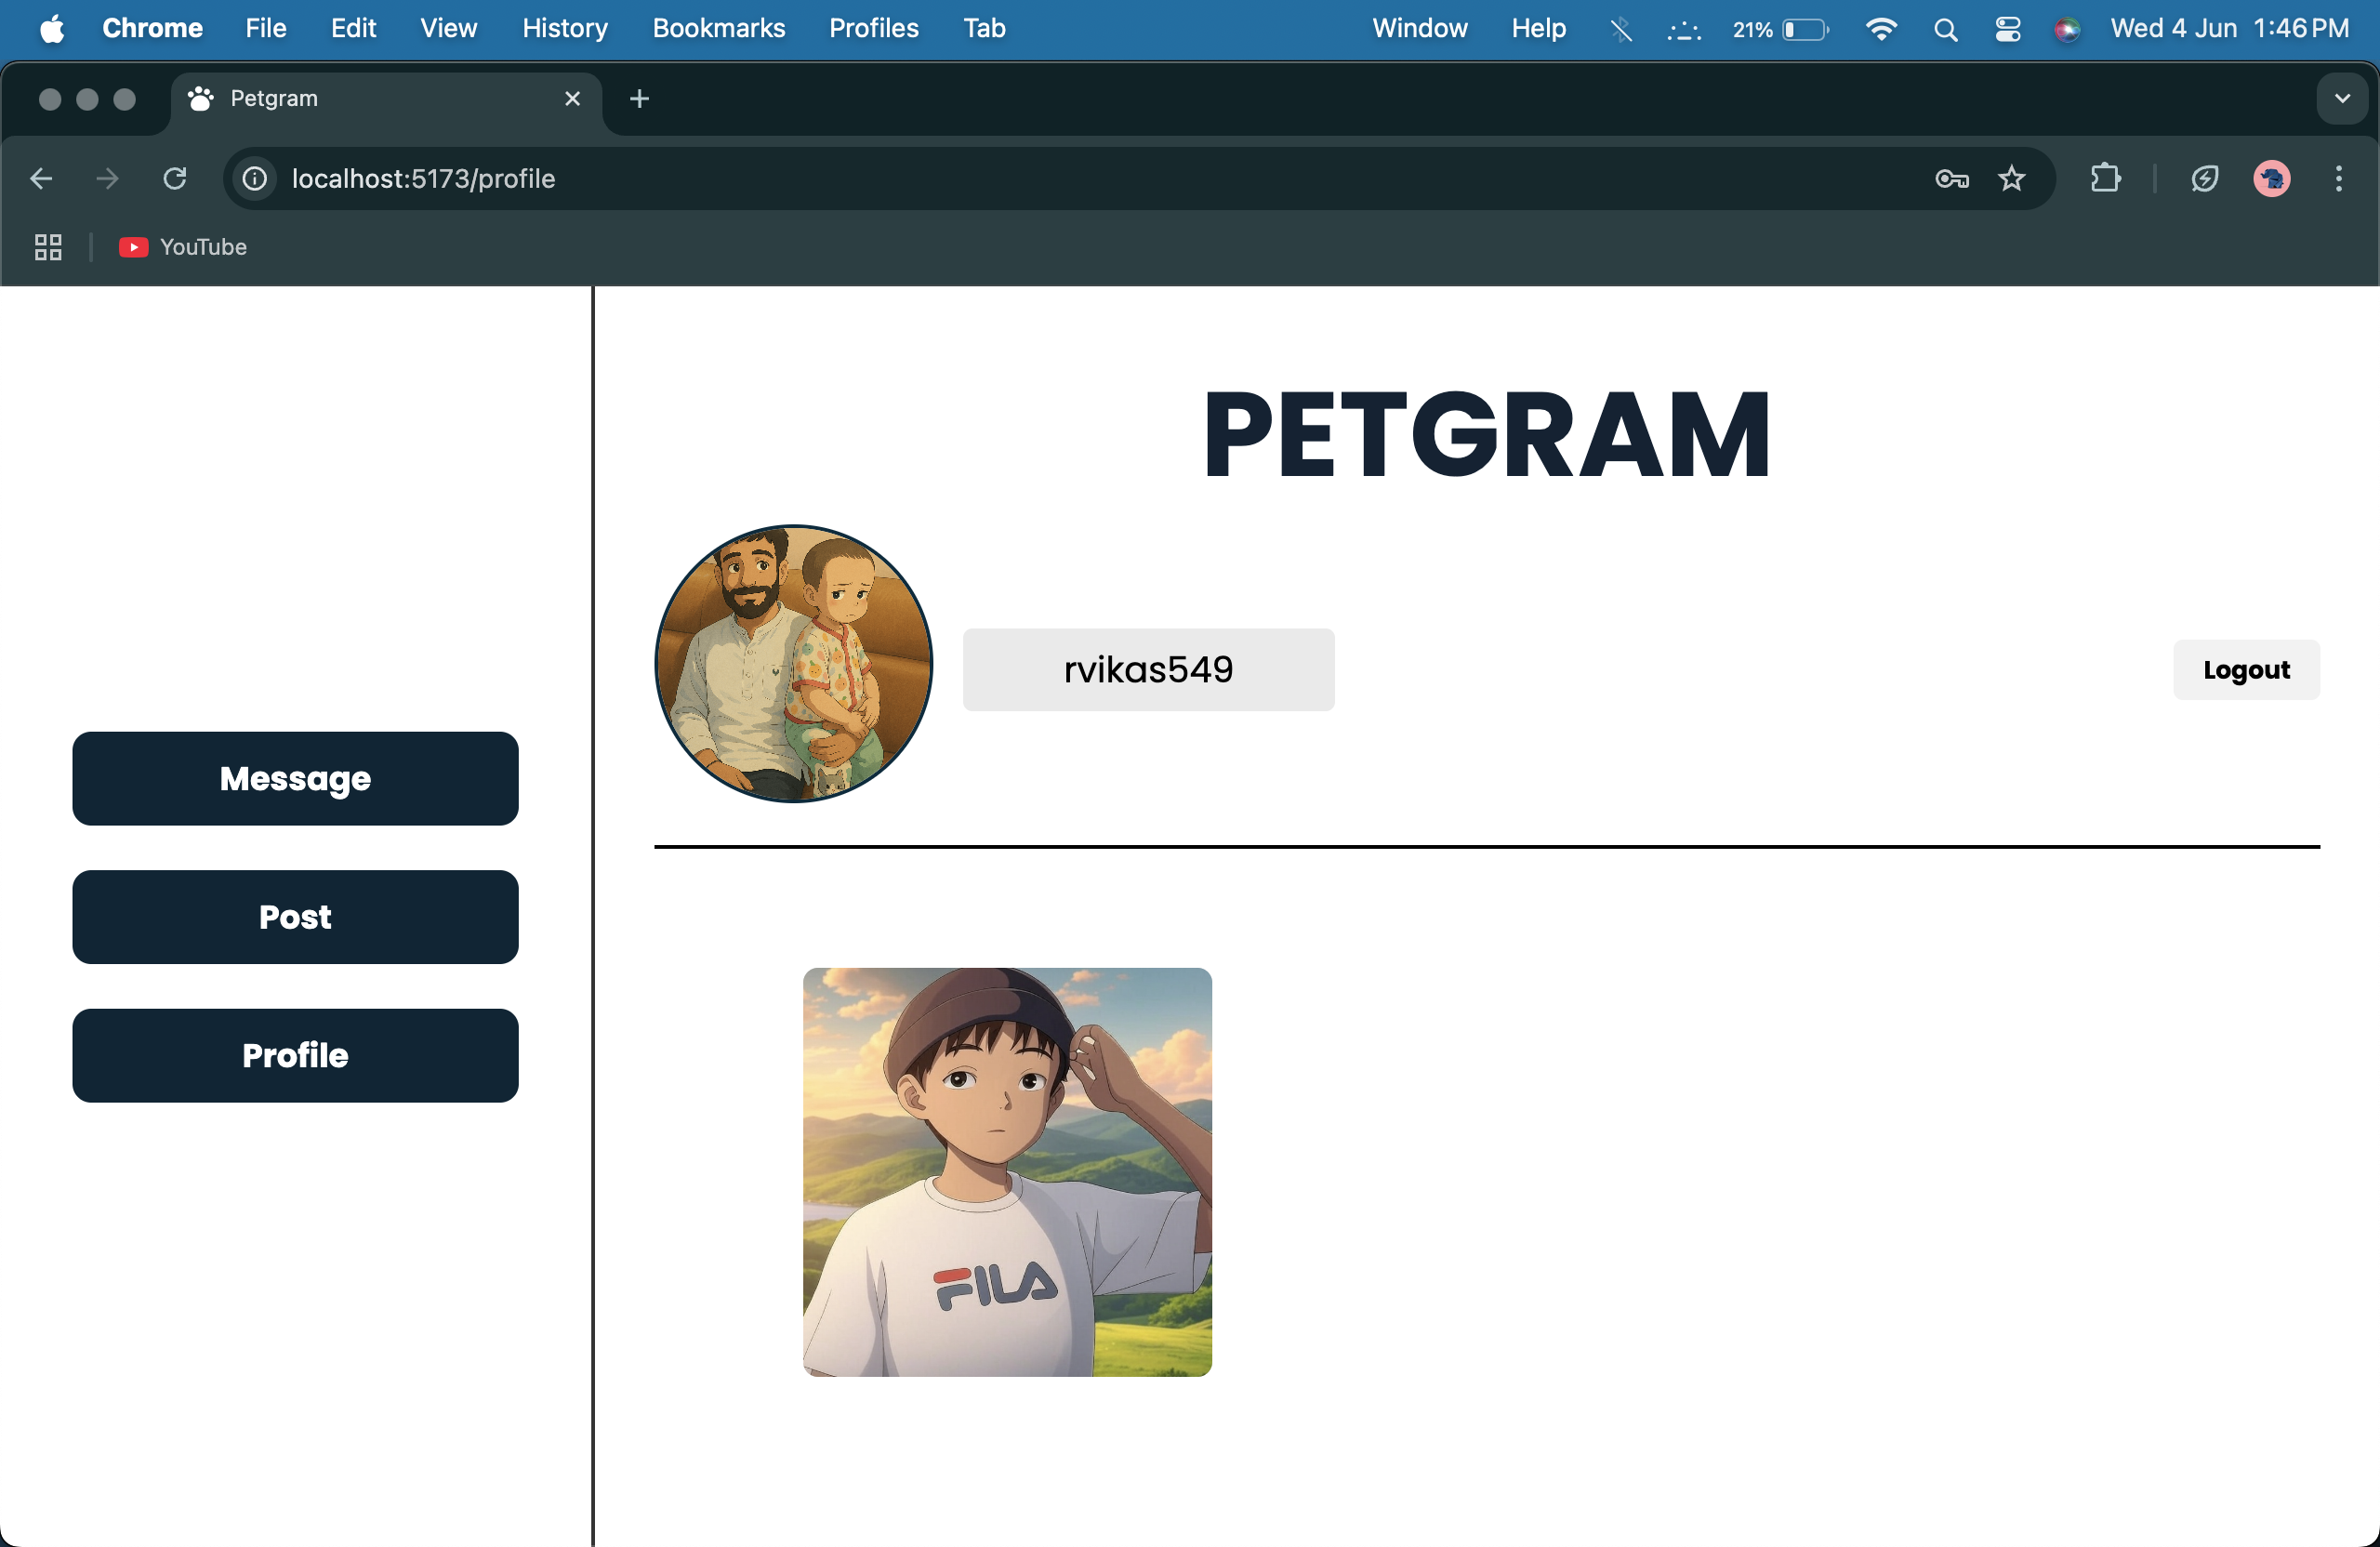 Chrome File Edit View History Bookmarks Profiles Tab Window Help 21% Wed 4 Jun 1:46 PM
Petgram
localhost:5173/profile
YouTube
PETGRAM
rvikas549
Logout
Message
Post
Profile
FILA